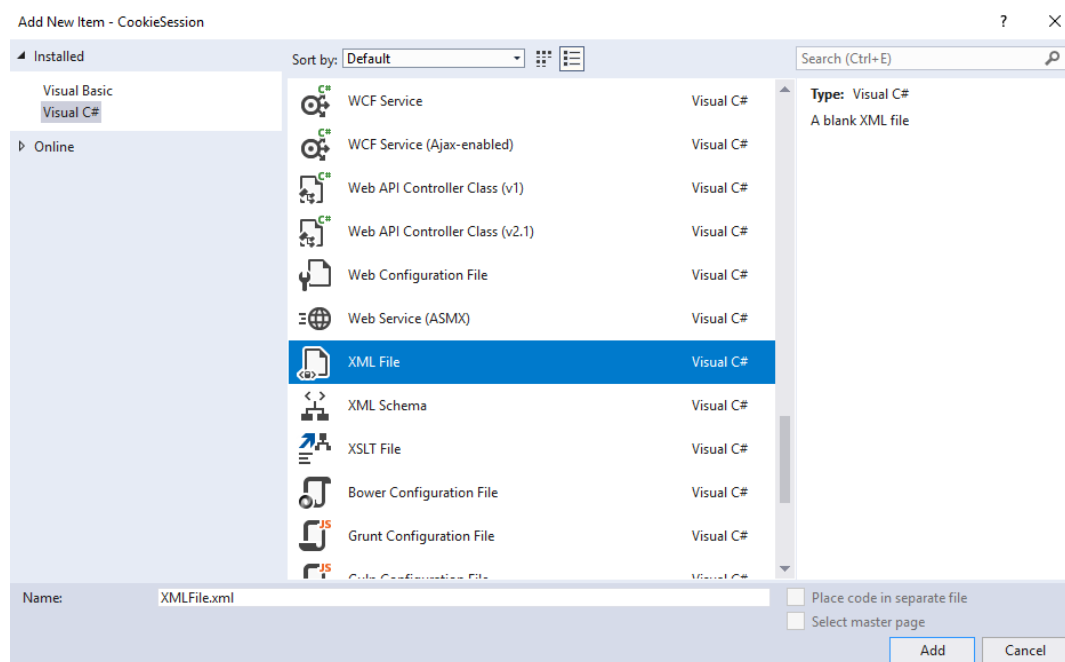 Add New Item - CookieSession
? ×
Installed
Visual Basic
Visual C#
Online
Sort by: Default
Search (Ctrl+E)
WCF Service Visual C#
WCF Service (Ajax-enabled) Visual C#
Web API Controller Class (v1) Visual C#
Web API Controller Class (v2.1) Visual C#
Web Configuration File Visual C#
Web Service (ASMX) Visual C#
XML File Visual C#
XML Schema Visual C#
XSLT File Visual C#
Bower Configuration File Visual C#
Grunt Configuration File Visual C#
Gulp Configuration File Visual C#
Type: Visual C#
A blank XML file
Name: XMLFile.xml
Place code in separate file
Select master page
Add Cancel